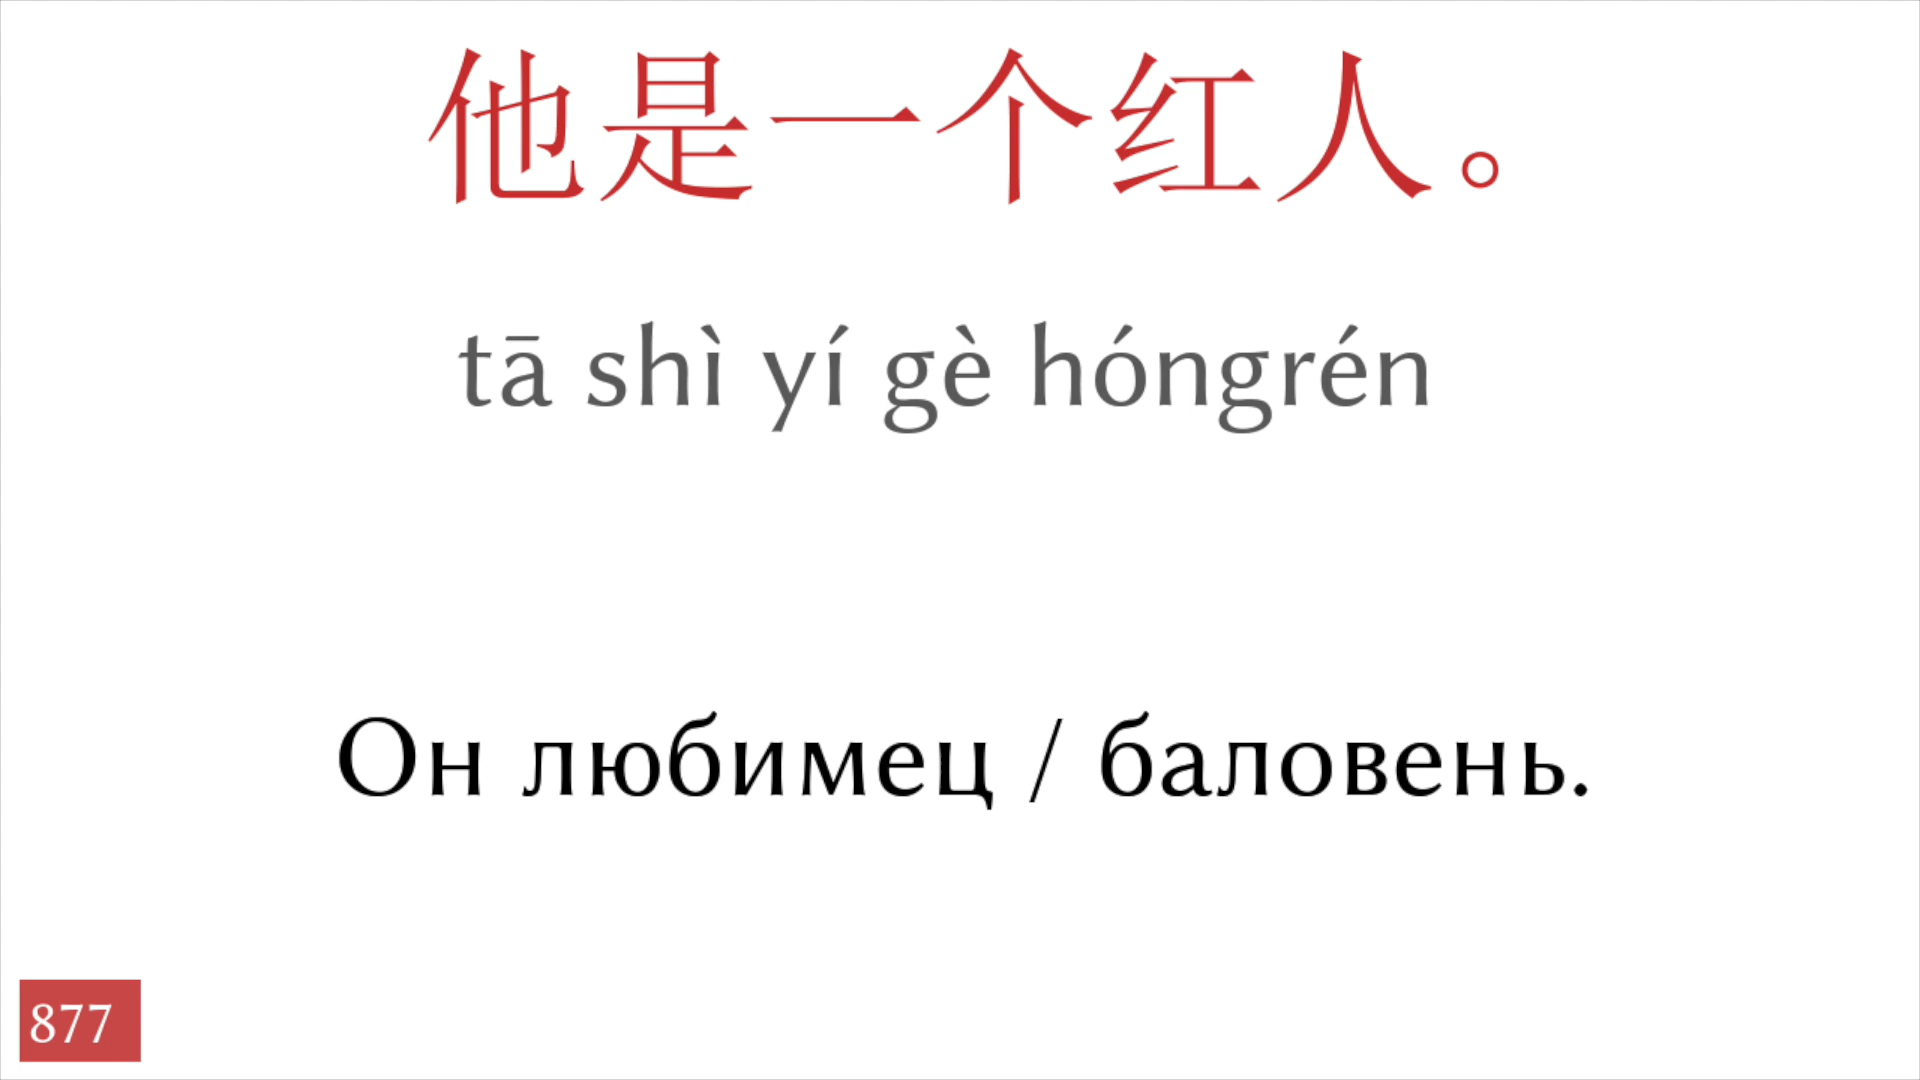 他是一个红人。
tā shì yí gè hóngrén
Он любимец / баловень.
877